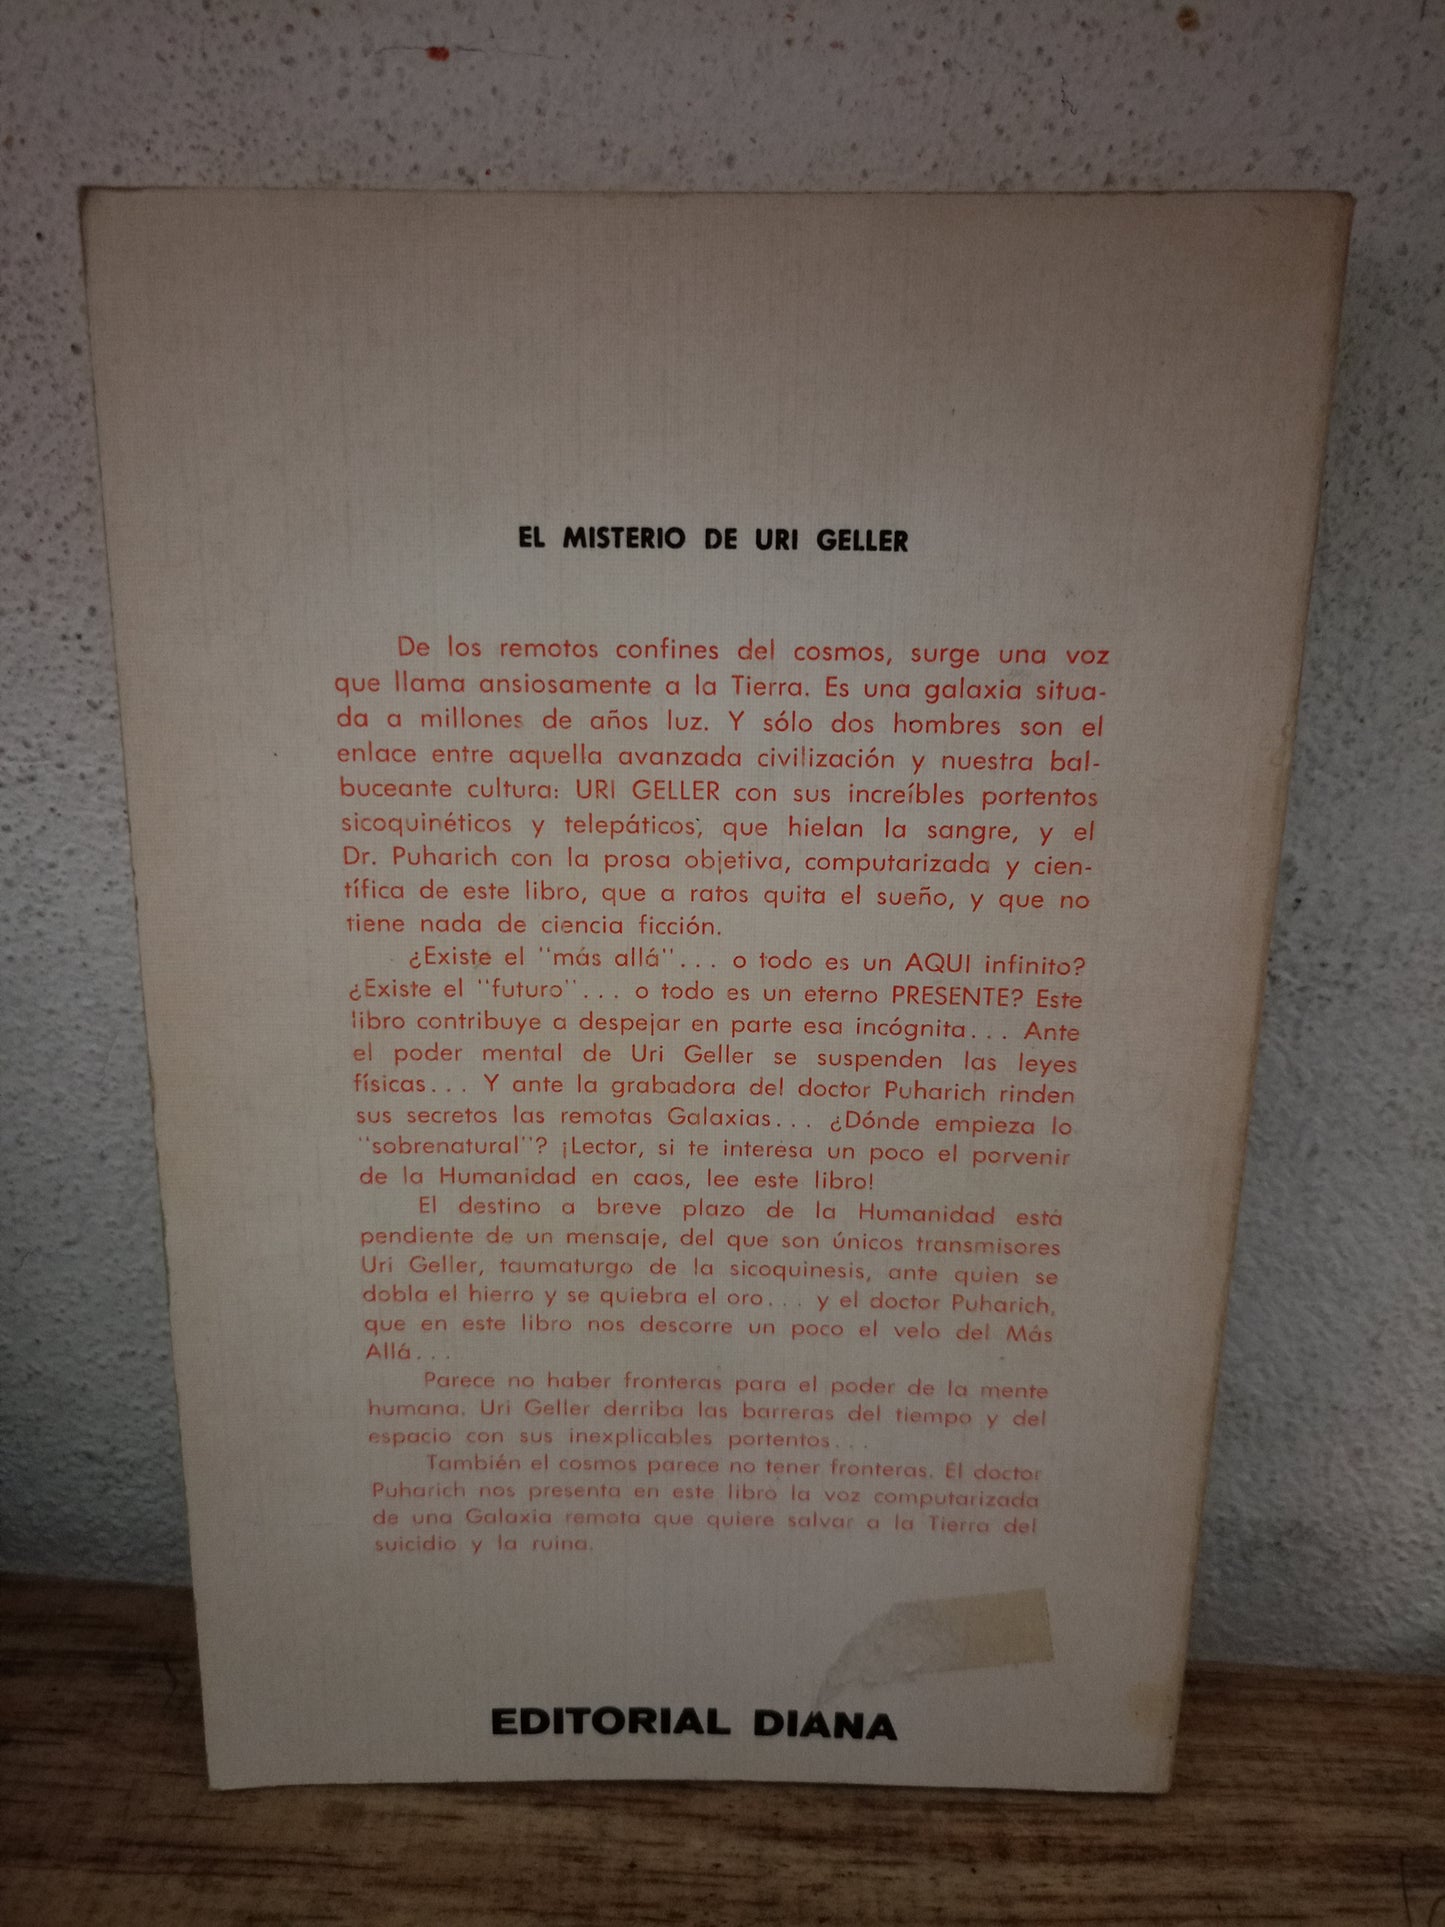 EL MISTERIO DE URI GELLER
De los remotos confines del cosmos, surge una voz
que llama ansiosamente a la Tierra. Es una galaxia situa-
da a millones de años luz. Y sólo dos hombres son el
enlace entre aquella avanzada civilización y nuestra bal-
buceante cultura: URI GELLER con sus increíbles portentos
sicoquinéticos y telepáticos, que hielan la sangre, y el
Dr. Puharich con la prosa objetiva, computarizada y cien-
tífica de este libro, que a ratos quita el sueño, y que no
tiene nada de ciencia ficción.
¿Existe el "más allá"... o todo es un AQUI infinito?
¿Existe el "futuro"... o todo es un eterno PRESENTE? Este
libro contribuye a despejar en parte esa incógnita... Ante
el poder mental de Uri Geller se suspenden las leyes
físicas... Y ante la grabadora del doctor Puharich rinden
sus secretos las remotas Galaxias... ¿Dónde empieza lo
"sobrenatural"? ¡Lector, si te interesa un poco el porvenir
de la Humanidad en caos, lee este libro!
El destino a breve plazo de la Humanidad está
pendiente de un mensaje, del que son únicos transmisores
Uri Geller, taumaturgo de la sicoquinesis, ante quien se
dobla el hierro y se quiebra el oro... y el doctor Puharich,
que en este libro nos descorre un poco el velo del Más
Allá...
Parece no haber fronteras para el poder de la mente
humana. Uri Geller derriba las barreras del tiempo y del
espacio con sus inexplicables portentos...
También el cosmos parece no tener fronteras. El doctor
Puharich nos presenta en este libro la voz computarizada
de una Galaxia remota que quiere salvar a la Tierra del
suicidio y la ruina.
EDITORIAL DIANA